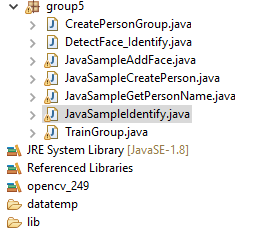 group5
CreatePersonGroup.java
DetectFace_Identify.java
JavaSampleAddFace.java
JavaSampleCreatePerson.java
JavaSampleGetPersonName.java
JavaSampleIdentify.java
TrainGroup.java
JRE System Library [JavaSE-1.8]
Referenced Libraries
opencv_249
datatemp
lib